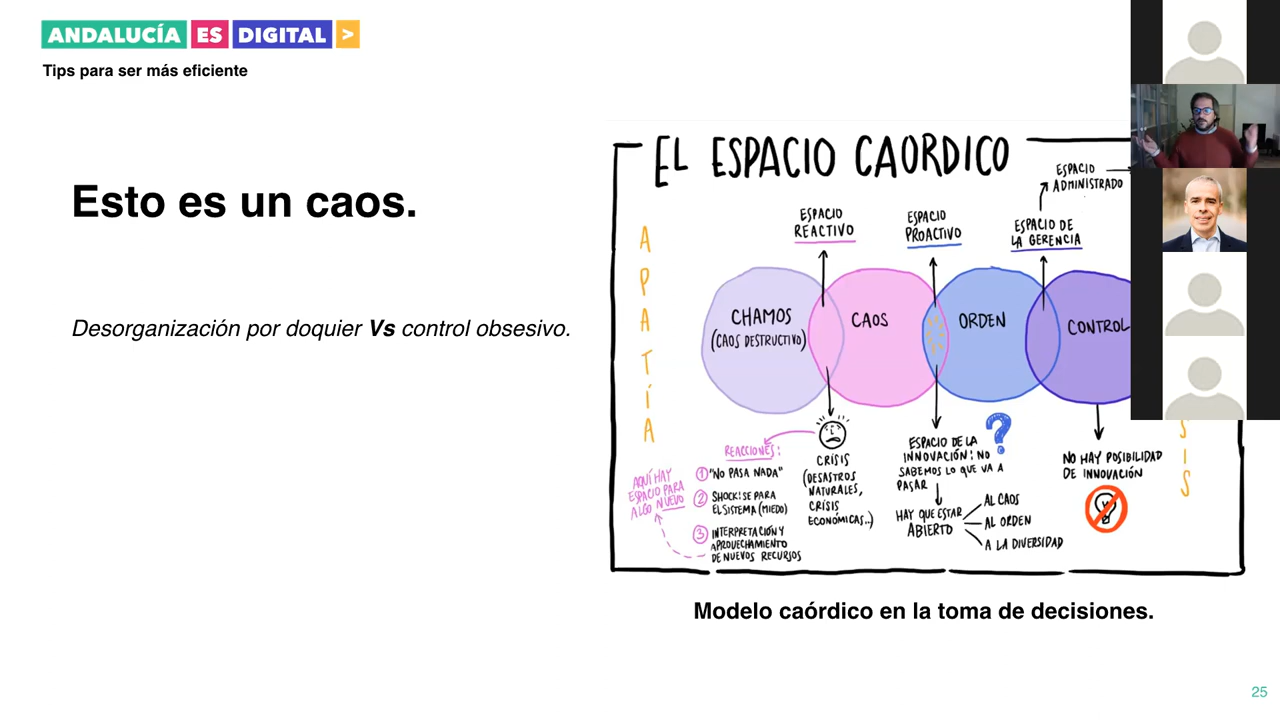 ANDALUCÍA ES DIGITAL >
Tips para ser más eficiente
Esto es un caos.
Desorganización por doquier Vs control obsesivo.
EL ESPACIO CAÓRDICO
ESPACIO
ADMINISTRADO
ESPACIO
REACTIVO
ESPACIO
PROACTIVO
ESPACIO DE
LA GERENCIA
APATÍA
CHAMOS
(CAOS DESTRUCTIVO)
CAOS
ORDEN
CONTROL
REACCIONES:
1 "NO PASA NADA"
2 SHOCK: SE PARA
EL SISTEMA (MIEDO)
3 INTERPRETACIÓN Y
APROVECHAMIENTO
DE NUEVOS RECURSOS
AQUÍ HAY
ESPACIO PARA
ALGO NUEVO
CRISIS
(DESASTROS
NATURALES,
CRISIS
ECONÓMICAS..)
ESPACIO DE LA
INNOVACIÓN: NO
SABEMOS LO QUE VA A
PASAR
?
HAY QUE ESTAR
ABIERTO
AL CAOS
AL ORDEN
A LA DIVERSIDAD
NO HAY POSIBILIDAD
DE INNOVACIÓN
SIS
Modelo caórdico en la toma de decisiones.
25